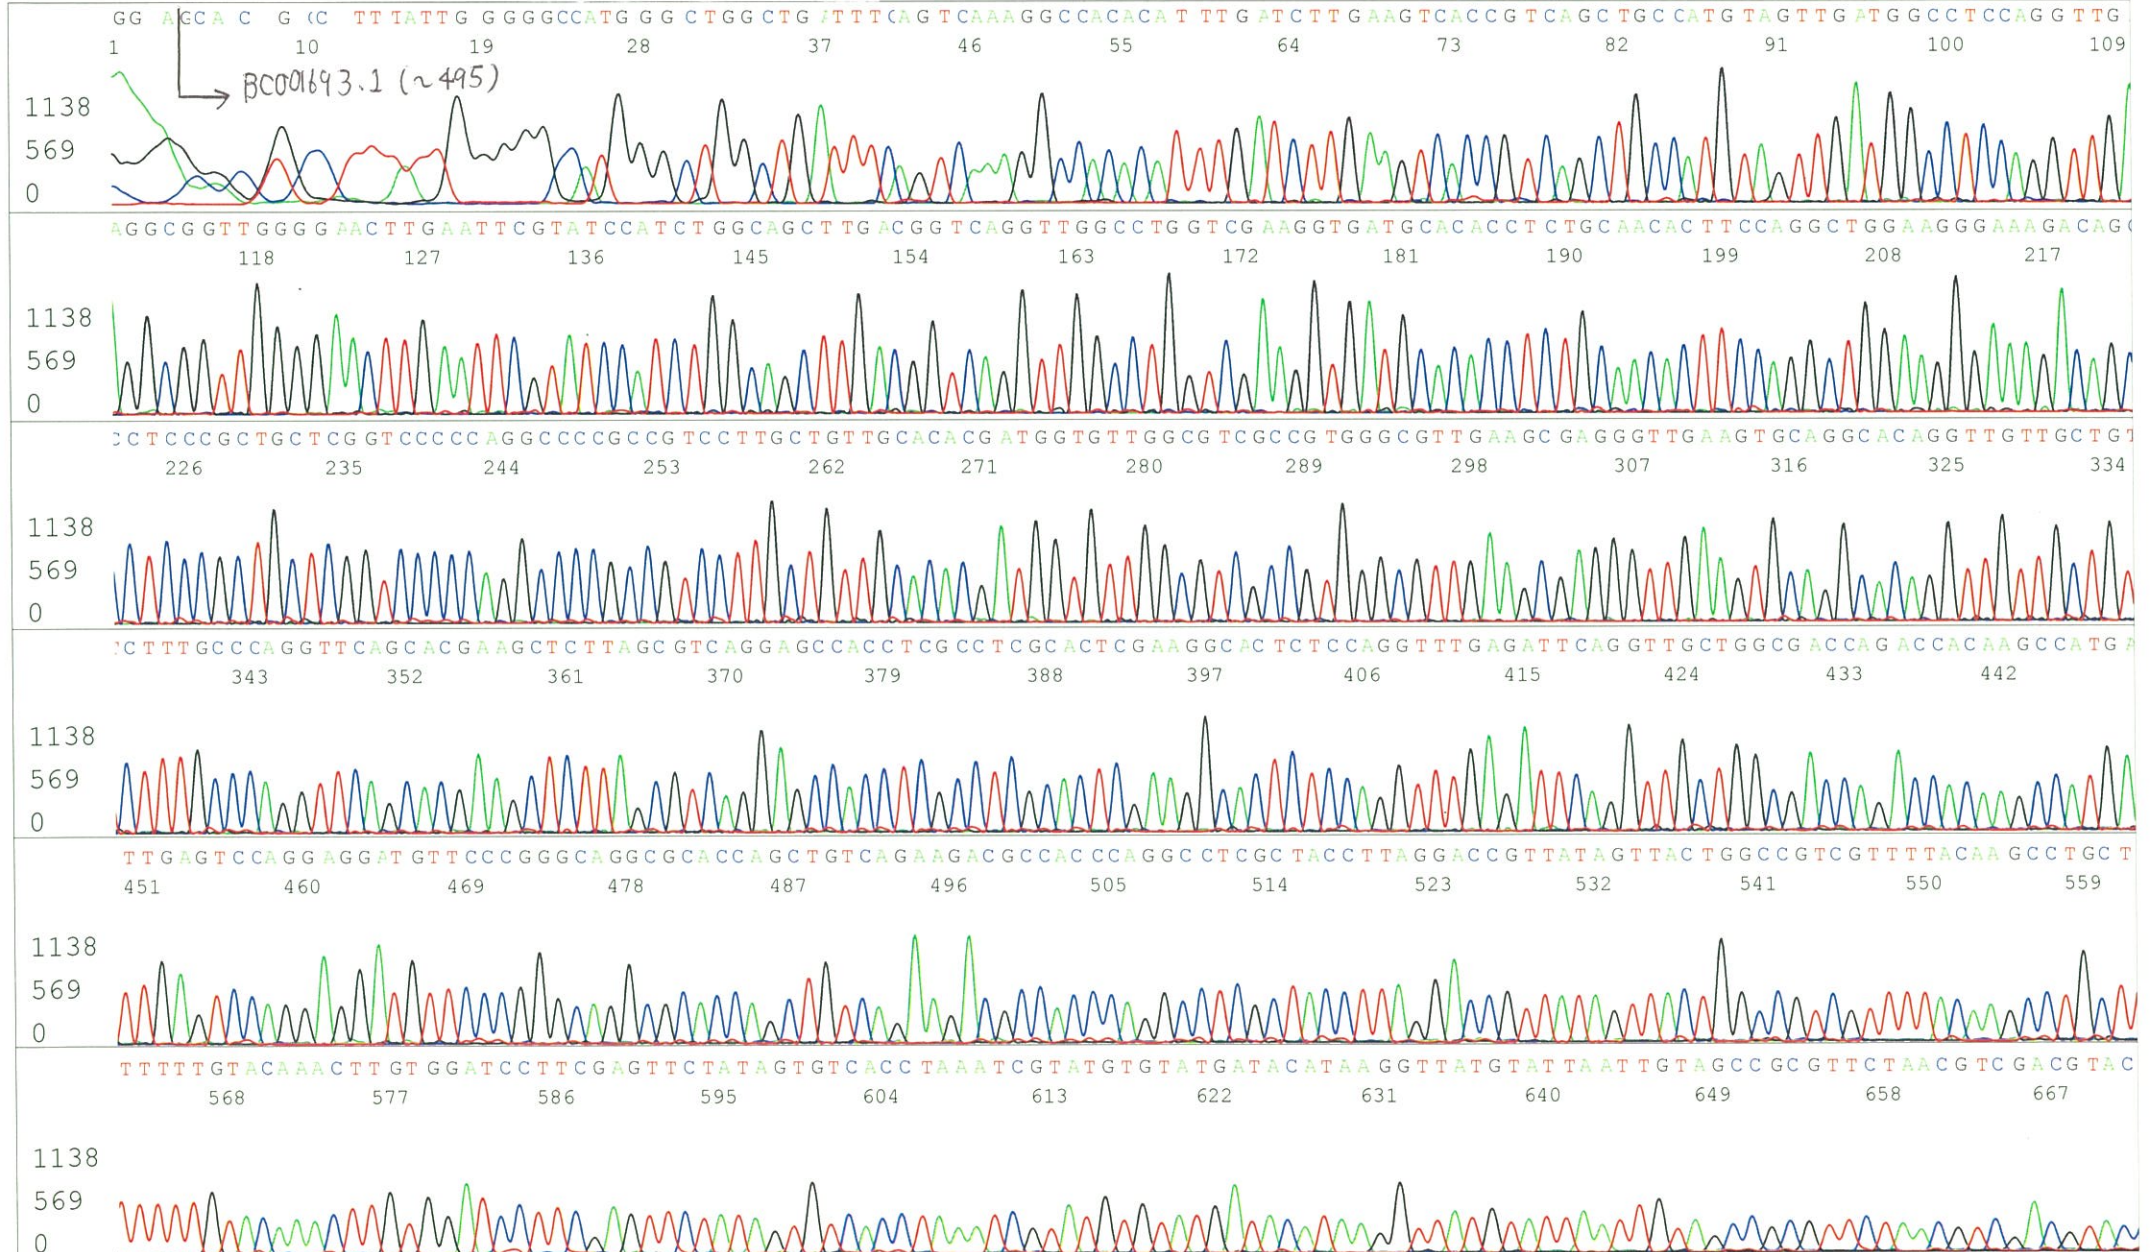 GG AGCA C G CC TTTATTG GGGGCCATGGGCTGGCTG ATTTCAGTCAAAGGCCACACAT TTGATCTTGAAGTCACCGTCAGCTGCCATGTAGTTGATGGCCTCCAGGTTG
1 10 19 28 37 46 55 64 73 82 91 100 109
BC001693.1 (~495)
1138
569
0
AGGCGGTTGGGGAACTTGAATTCGTATCCATCTGGCAGCTTGACGGTCAGGTTGGCCTGGTCGAAGGTGATGCACACCTCTGCAACACTTCCAGGCTGGAAGGGAAAGACAGC
118 127 136 145 154 163 172 181 190 199 208 217
1138
569
0
CCTCCCGCTGCTCGGTCCCCCAGGCCCCGCCGTCCTTGCTGTTGCACACGATGGTGTTGGCGTCGCCGTGGGCGTTGAAGCGAGGGTTGAAGTGCAGGCACAGGTTGTTGCTGT
226 235 244 253 262 271 280 289 298 307 316 325 334
1138
569
0
CTTTGCCCAGGTTCAGCACGAAGCTCTTAGCGTCAGGAGCCACCTCGCCTCGCACTCGAAGGCACTCTCCAGGTTTGAGATTCAGGTTGCTGGCGACCAGACCACAAGCCATGA
343 352 361 370 379 388 397 406 415 424 433 442
1138
569
0
TTGAGTCCAGGAGGATGTTCCCGGGCAGGCGCACCAGCTGTCAGAAGACGCCACCCAGGCCTCGCTACCTTAGGACCGTTATAGTTACTGGCCGTCGTTTTACAAGCCTGCT
451 460 469 478 487 496 505 514 523 532 541 550 559
1138
569
0
TTTTTGTACAAACTTGTGGATCCTTCGAGTTCTATAGTGTCACCTAAATCGTATGTGTATGATACATAAGGTTATGTATTAATTGTAGCCGCGTTCTAACGTCGACGTAC
568 577 586 595 604 613 622 631 640 649 658 667
1138
569
0